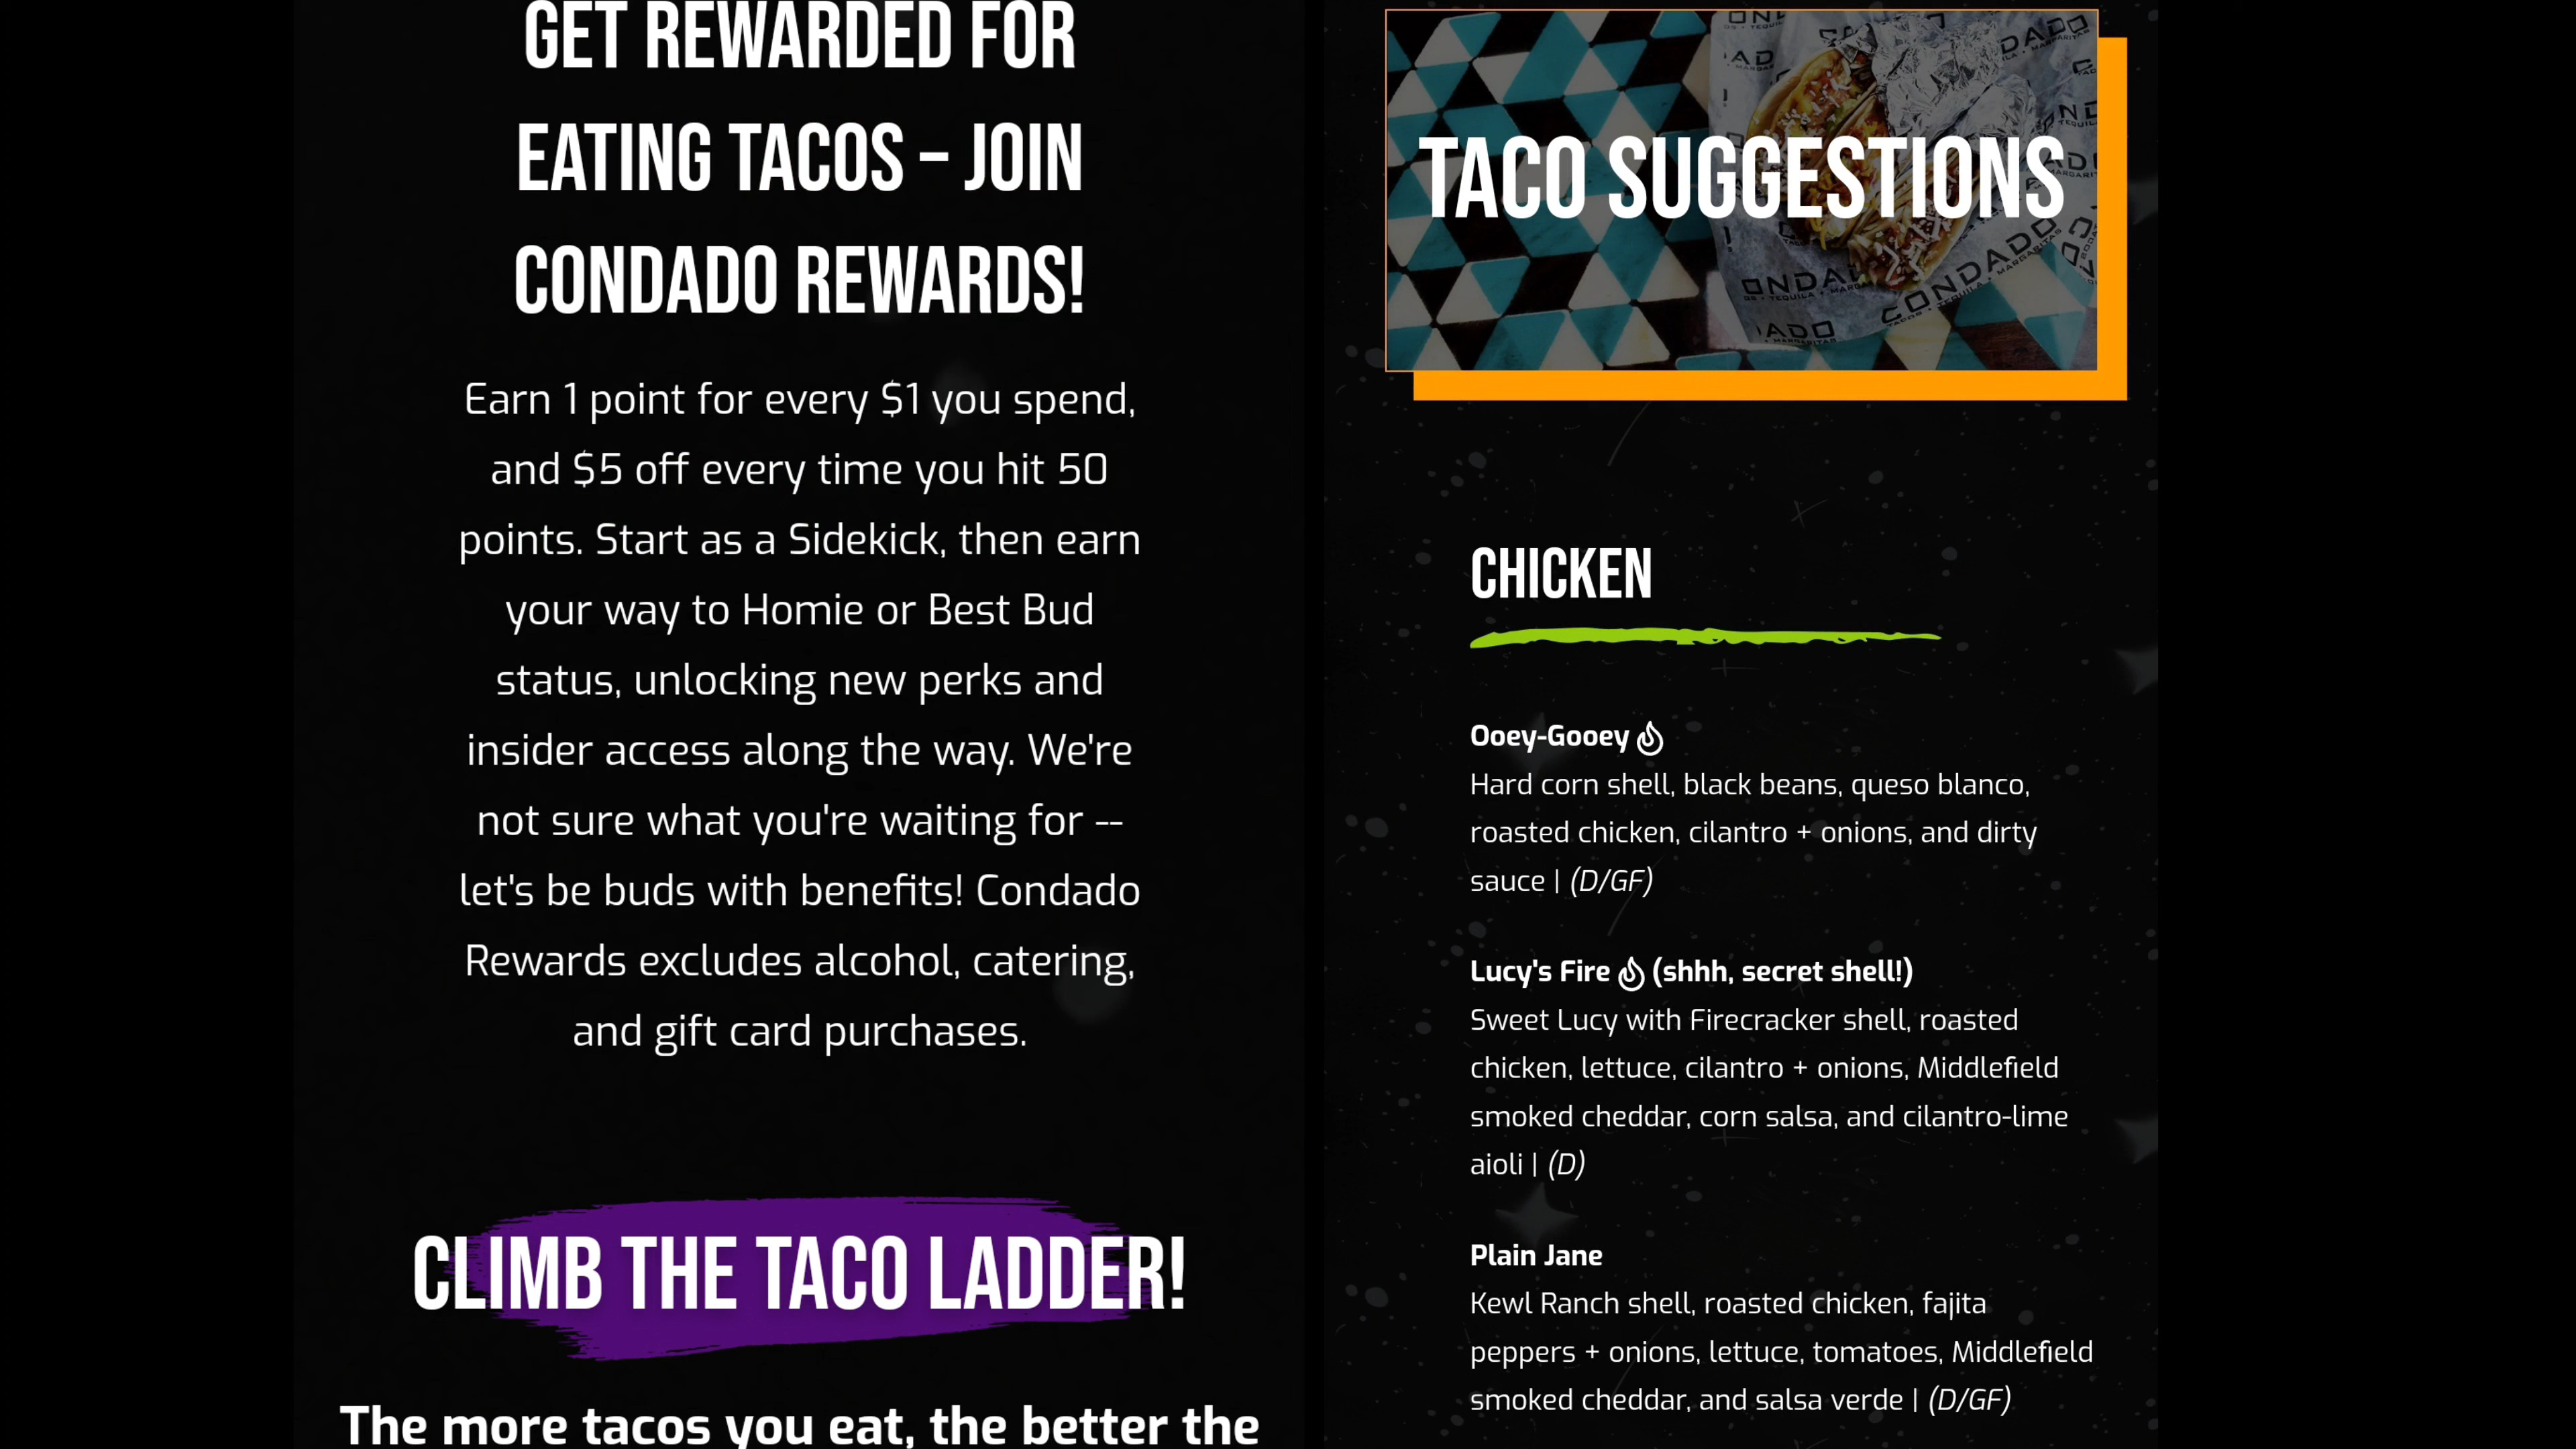 GET REWARDED FOR
EATING TACOS – JOIN
CONDADO REWARDS!
Earn 1 point for every $1 you spend,
and $5 off every time you hit 50
points. Start as a Sidekick, then earn
your way to Homie or Best Bud
status, unlocking new perks and
insider access along the way. We're
not sure what you're waiting for --
let's be buds with benefits! Condado
Rewards excludes alcohol, catering,
and gift card purchases.
CLIMB THE TACO LADDER!
The more tacos you eat, the better the
TACO SUGGESTIONS
CONDADO
CHICKEN
Ooey-Gooey
Hard corn shell, black beans, queso blanco,
roasted chicken, cilantro + onions, and dirty
sauce | (D/GF)
Lucy's Fire (shhh, secret shell!)
Sweet Lucy with Firecracker shell, roasted
chicken, lettuce, cilantro + onions, Middlefield
smoked cheddar, corn salsa, and cilantro-lime
aioli | (D)
Plain Jane
Kewl Ranch shell, roasted chicken, fajita
peppers + onions, lettuce, tomatoes, Middlefield
smoked cheddar, and salsa verde | (D/GF)